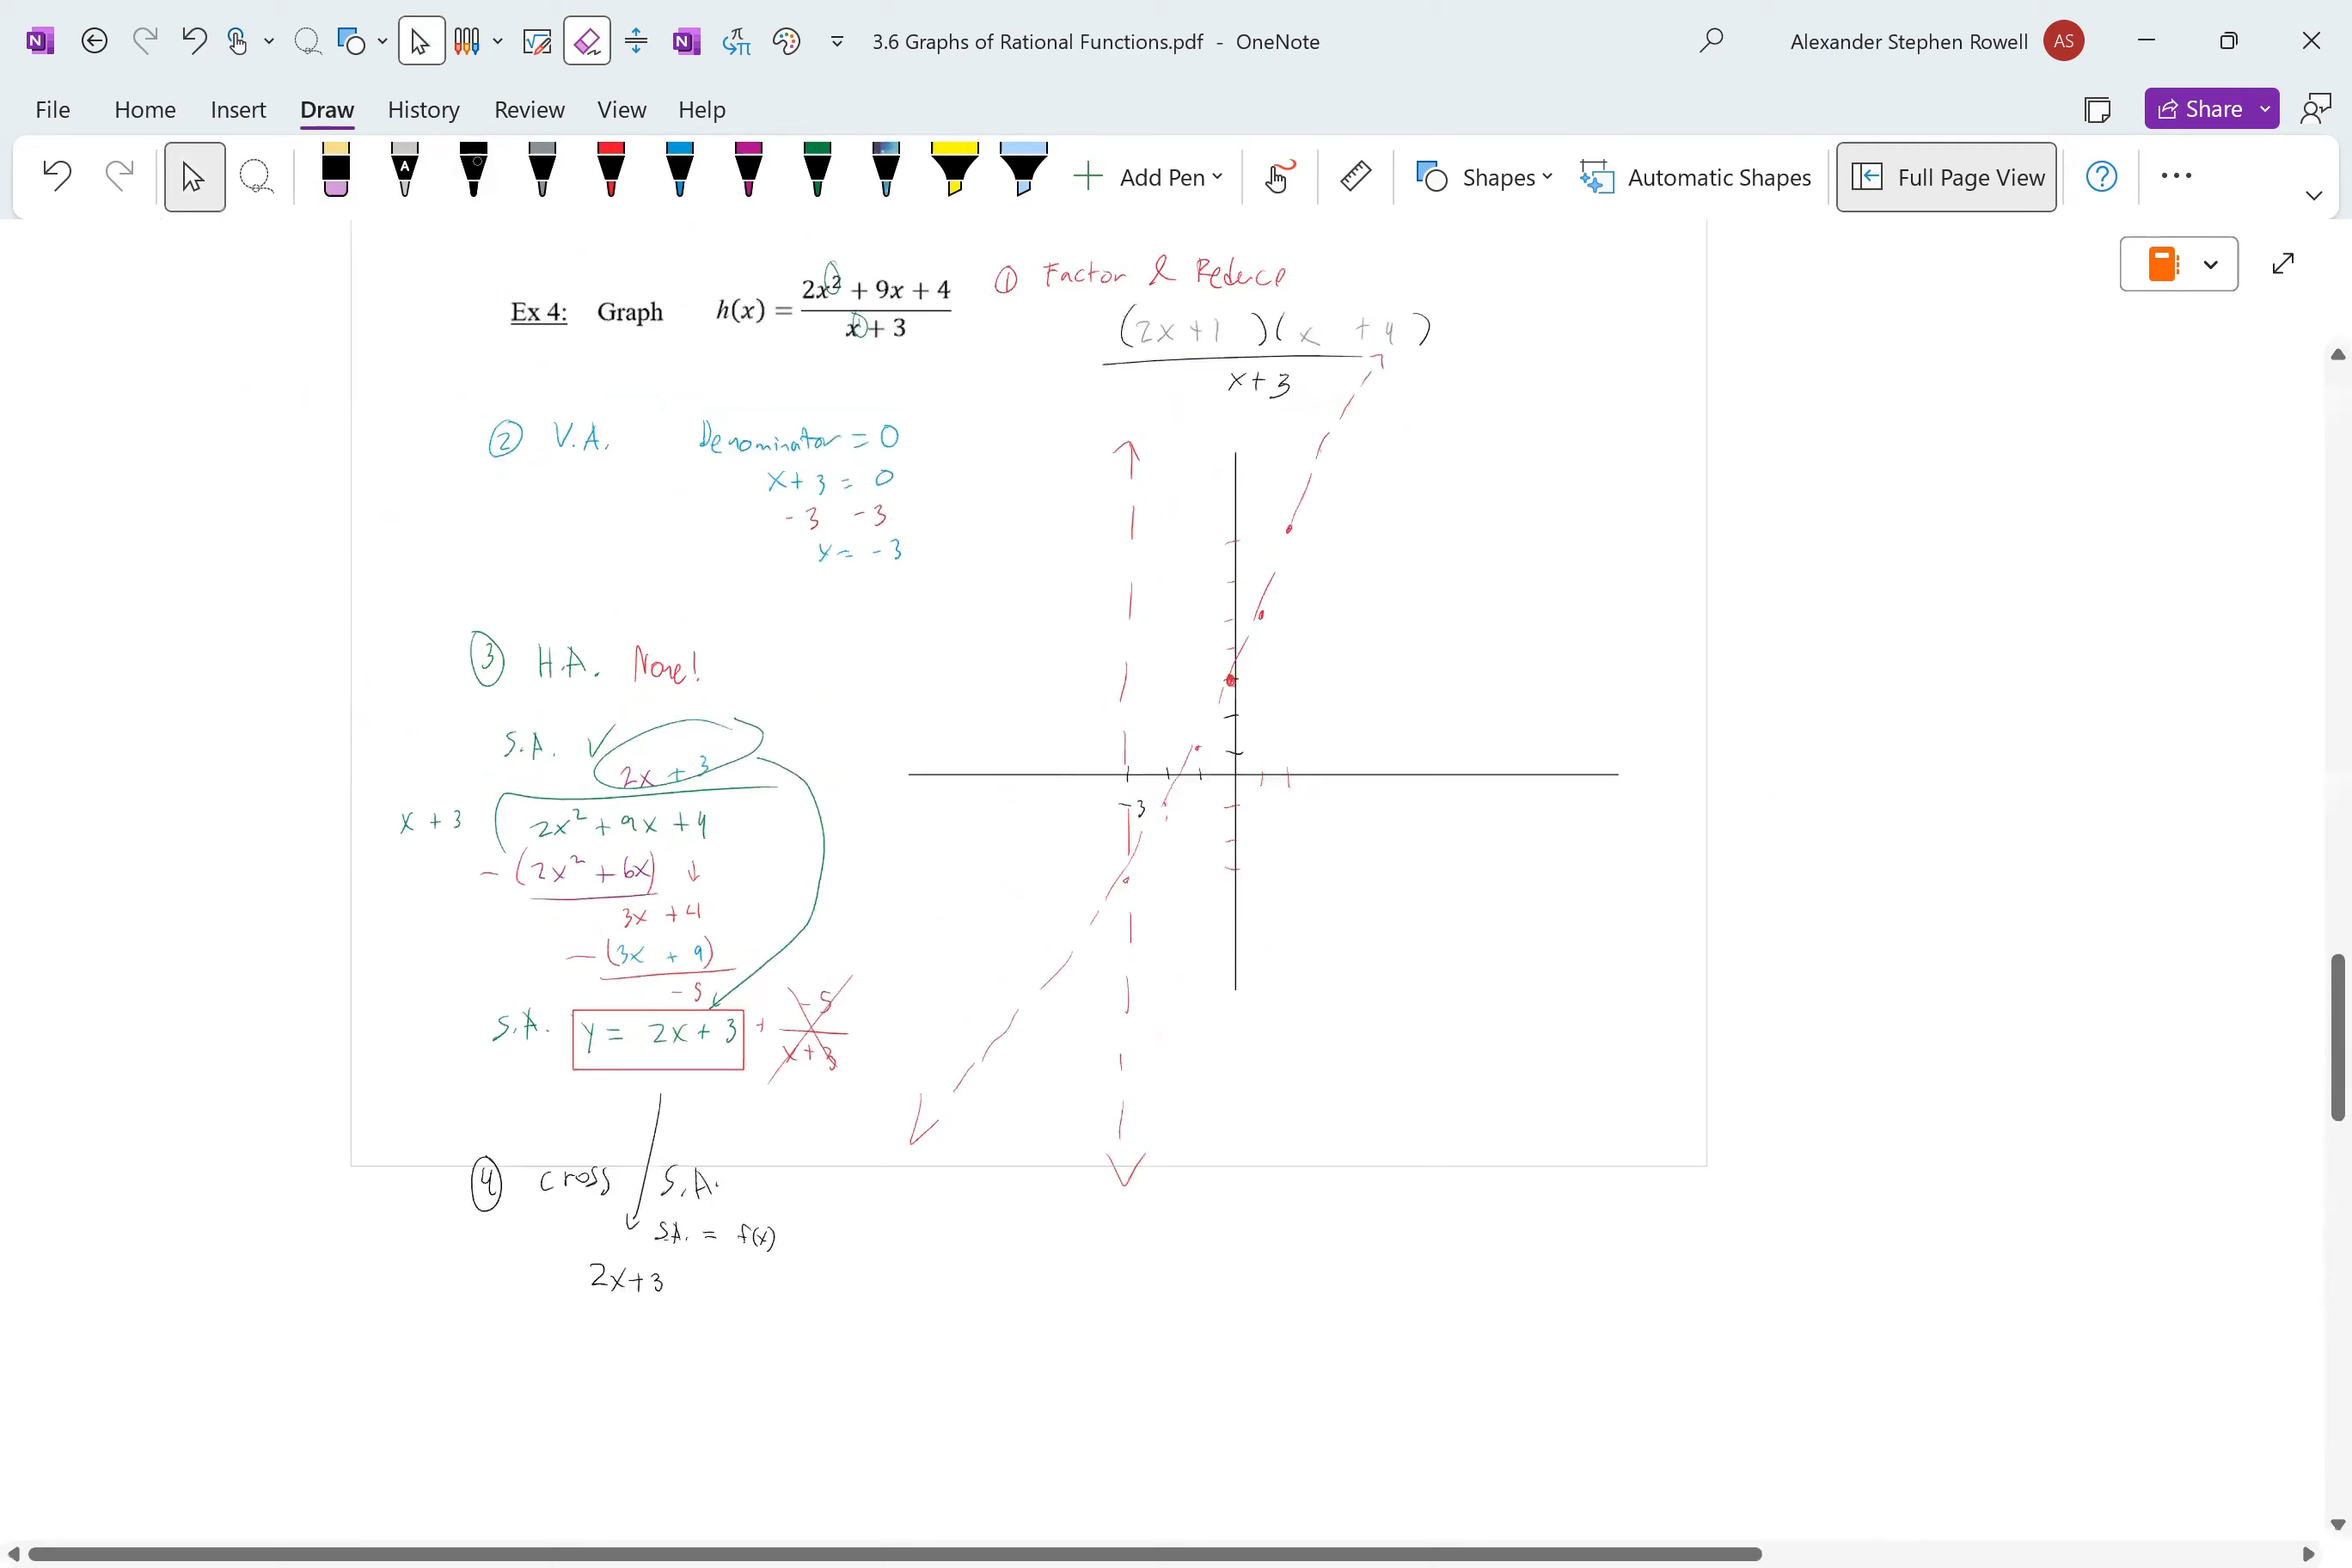 3.6 Graphs of Rational Functions.pdf - OneNote
Alexander Stephen Rowell AS
File Home Insert Draw History Review View Help
Share
Add Pen Shapes Automatic Shapes Full Page View
Ex 4: Graph h(x) = (2x² + 9x + 4)/(x + 3)
① Factor & Reduce
(2x + 1)(x + 4)
x + 3
② V.A. Denominator = 0
x + 3 = 0
- 3 - 3
x = - 3
③ H.A. None!
S.A. ✓
2x + 3
x + 3 2x² + 9x + 4
- (2x² + 6x) ↓
3x + 4
- (3x + 9)
- 5
S.A. y = 2x + 3 + -5/(x + 3)
-3
④ cross S.A.
S.A. = f(x)
2x+3